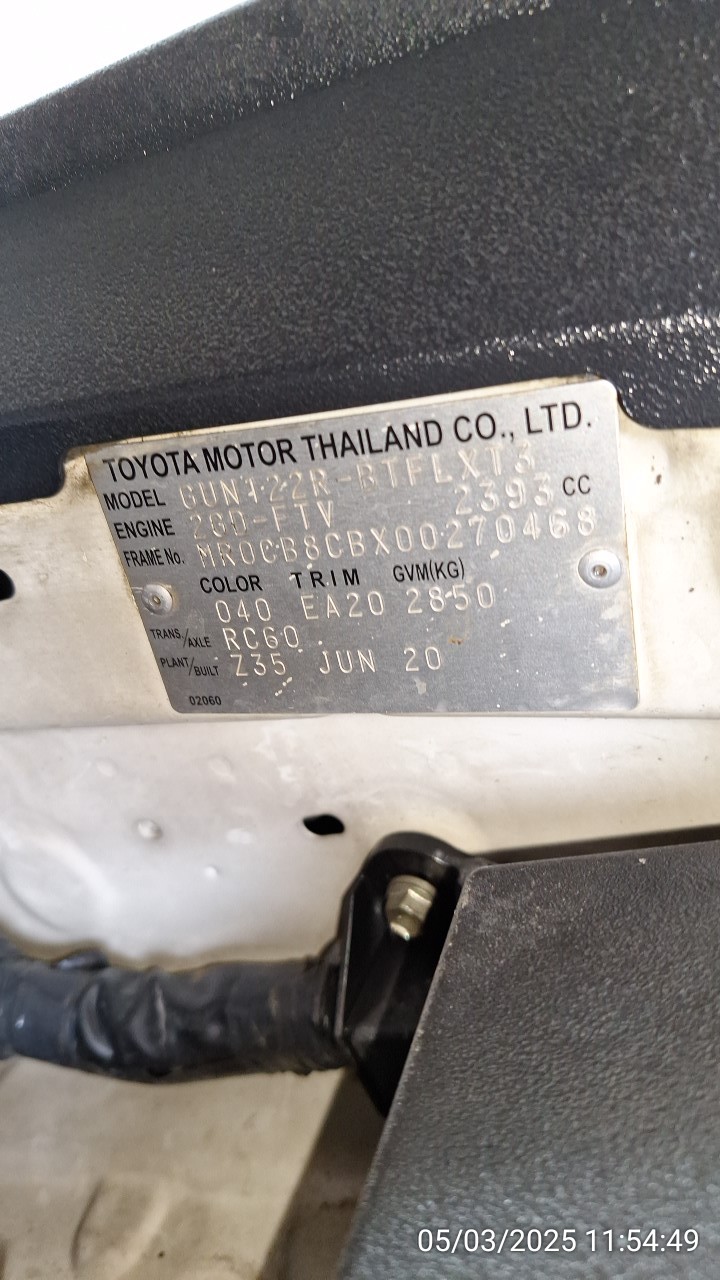 TOYOTA MOTOR THAILAND CO., LTD.
MODEL GUN122R-BTFLXT3
ENGINE 2GD-FTV 2393 CC
FRAME No. MR0CB8CBX00270468
COLOR TRIM GVM(KG)
040 EA20 2850
TRANS/AXLE RC60
PLANT/BUILT Z35 JUN 20
02060
05/03/2025 11:54:49